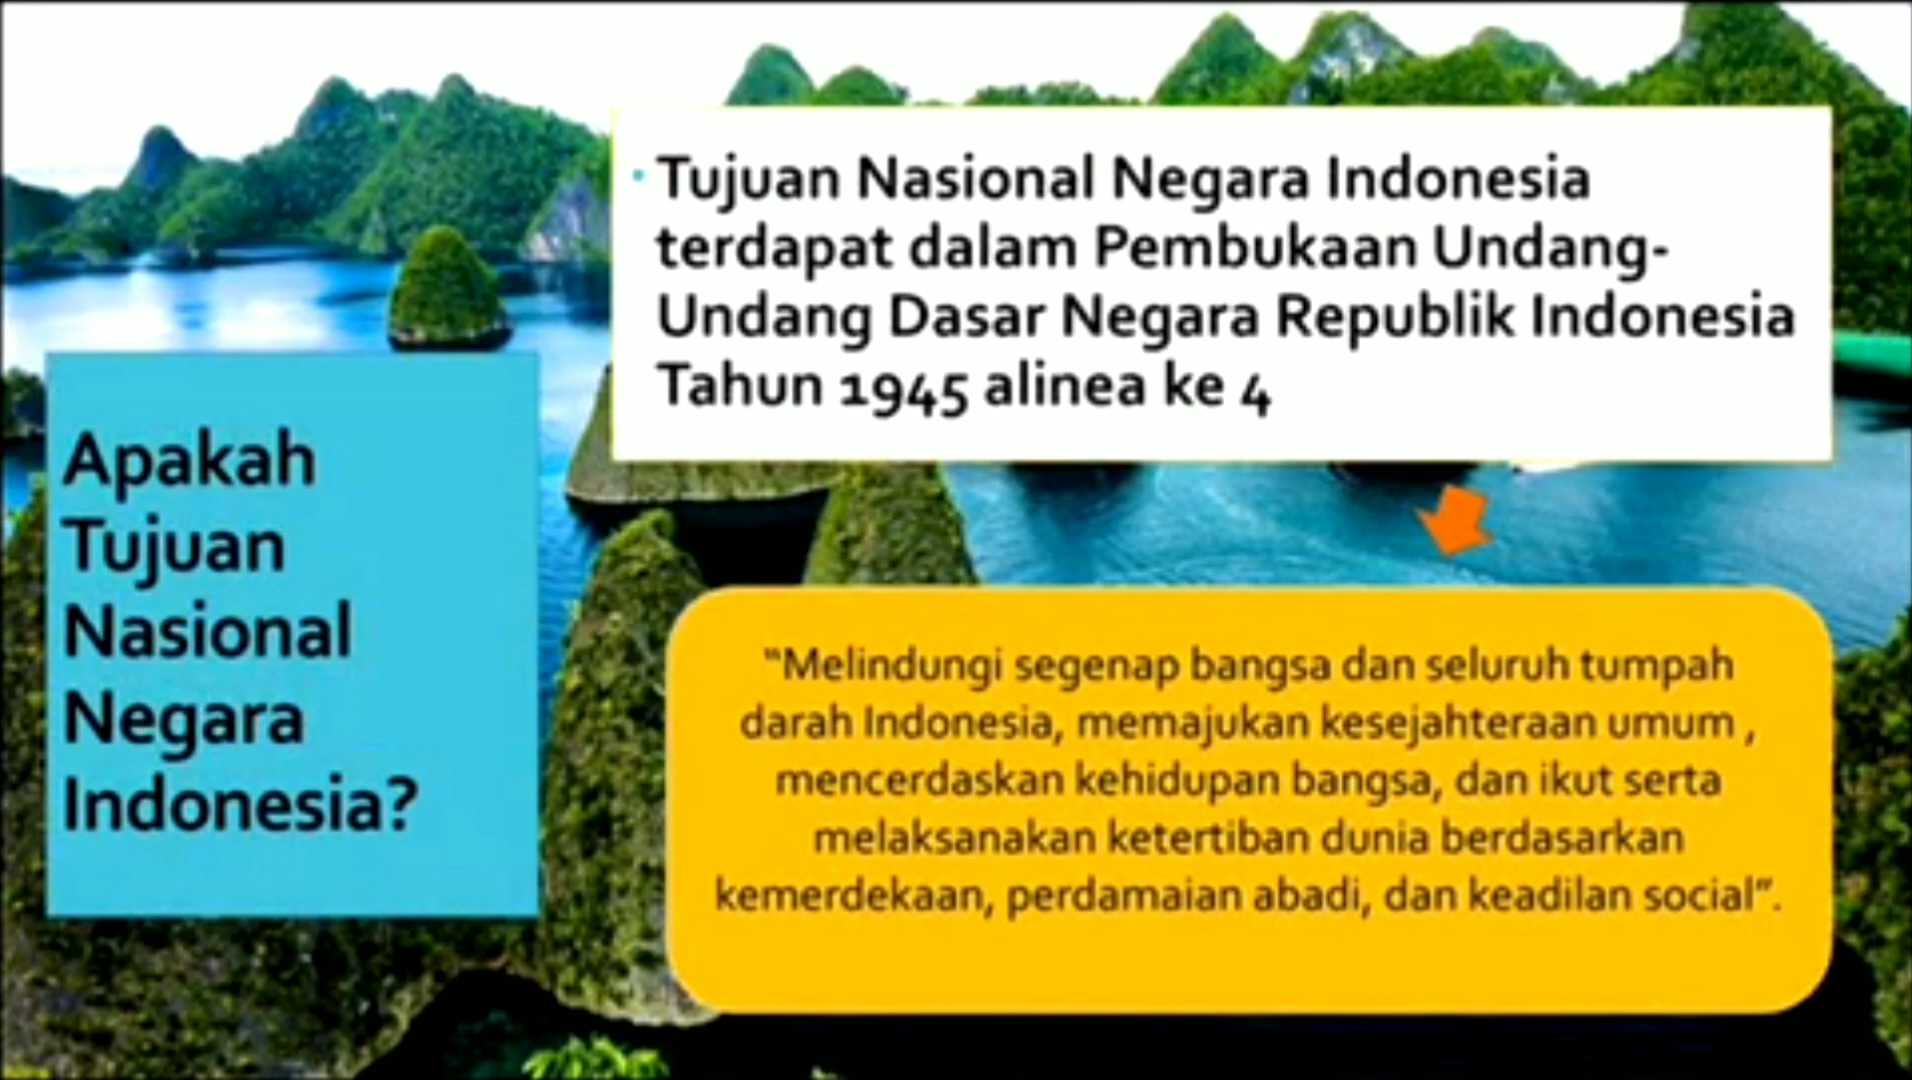 Apakah
Tujuan
Nasional
Negara
Indonesia?
• Tujuan Nasional Negara Indonesia
terdapat dalam Pembukaan Undang-
Undang Dasar Negara Republik Indonesia
Tahun 1945 alinea ke 4
“Melindungi segenap bangsa dan seluruh tumpah
darah Indonesia, memajukan kesejahteraan umum ,
mencerdaskan kehidupan bangsa, dan ikut serta
melaksanakan ketertiban dunia berdasarkan
kemerdekaan, perdamaian abadi, dan keadilan social”.